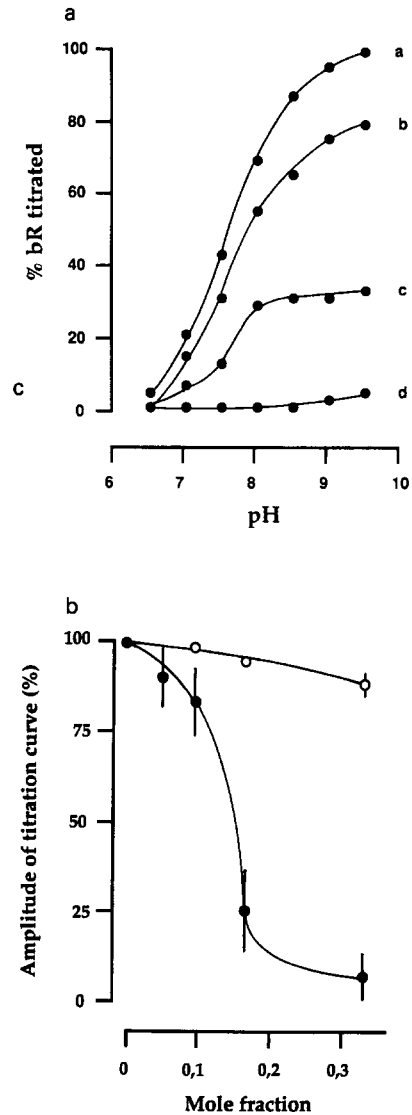 a
100
80
60
40
20
0
% bR titrated
a
b
c
d
c
6
7
8
9
10
pH
b
100
75
50
25
0
Amplitude of titration curve (%)
0
0,1
0,2
0,3
Mole fraction